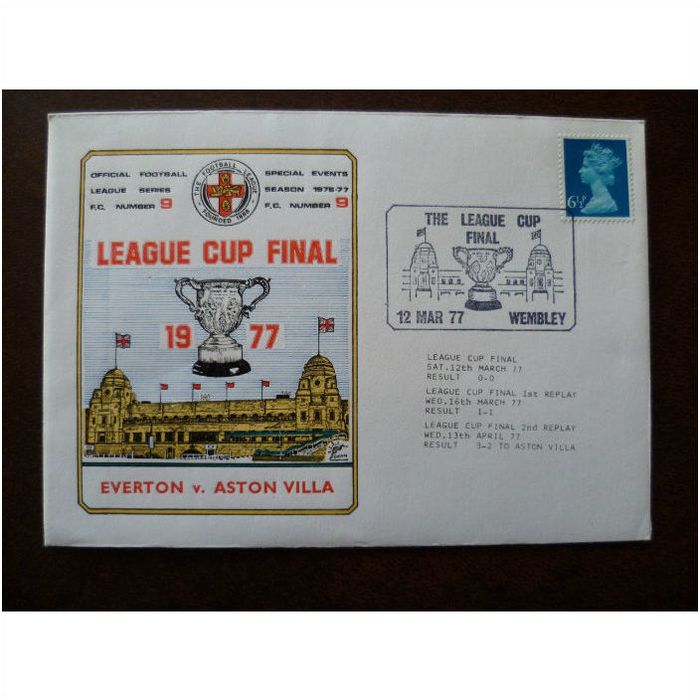 OFFICIAL FOOTBALL
LEAGUE SERIES
F.C. NUMBER 9
THE FOOTBALL LEAGUE
FOUNDED 1888
SPECIAL EVENTS
SEASON 1976-77
F.C. NUMBER 9
LEAGUE CUP FINAL
19 77
EVERTON v. ASTON VILLA
6½P
THE LEAGUE CUP
FINAL
12 MAR 77 WEMBLEY
LEAGUE CUP FINAL
SAT.12th MARCH 77
RESULT 0-0
LEAGUE CUP FINAL 1st REPLAY
WED.16th MARCH 77
RESULT 1-1
LEAGUE CUP FINAL 2nd REPLAY
WED.13th APRIL 77
RESULT 3-2 TO ASTON VILLA